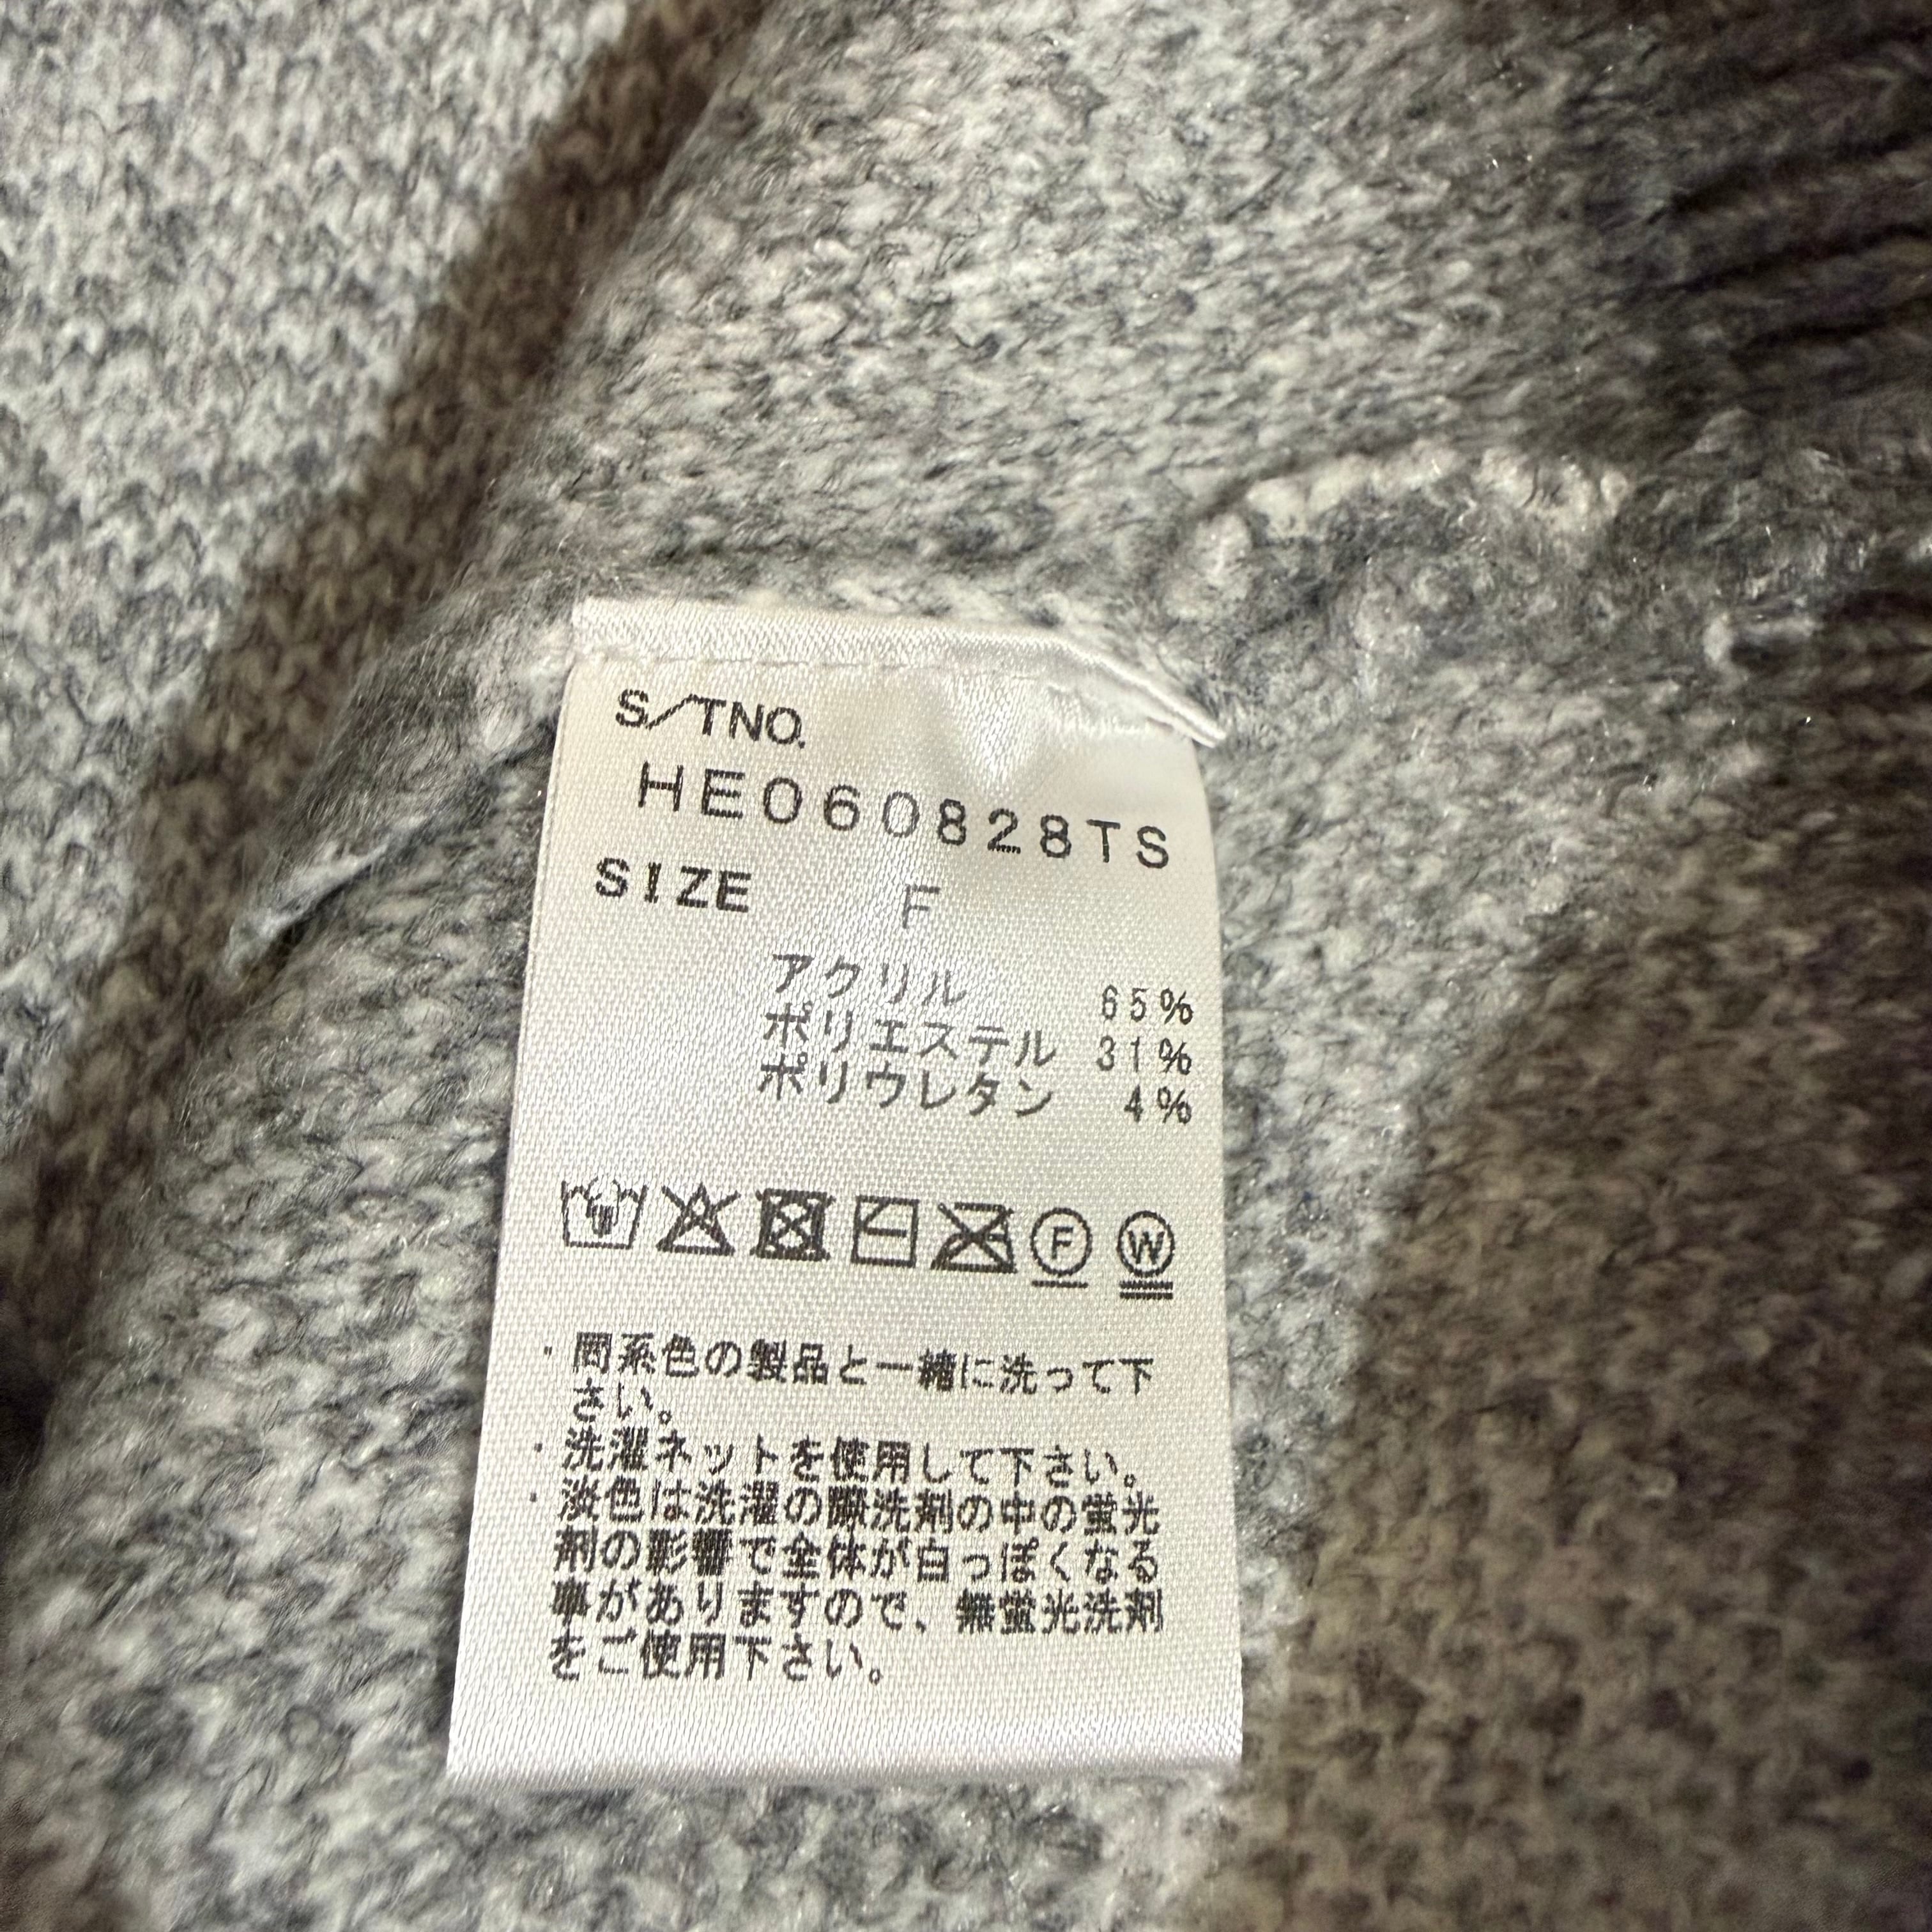 S/TNO.
HE060828TS
SIZE F
アクリル 65%
ポリエステル 31%
ポリウレタン 4%
F W
・同系色の製品と一緒に洗って下
さい。
・洗濯ネットを使用して下さい。
・淡色は洗濯の際洗剤の中の蛍光
剤の影響で全体が白っぽくなる
事がありますので、無蛍光洗剤
をご使用下さい。